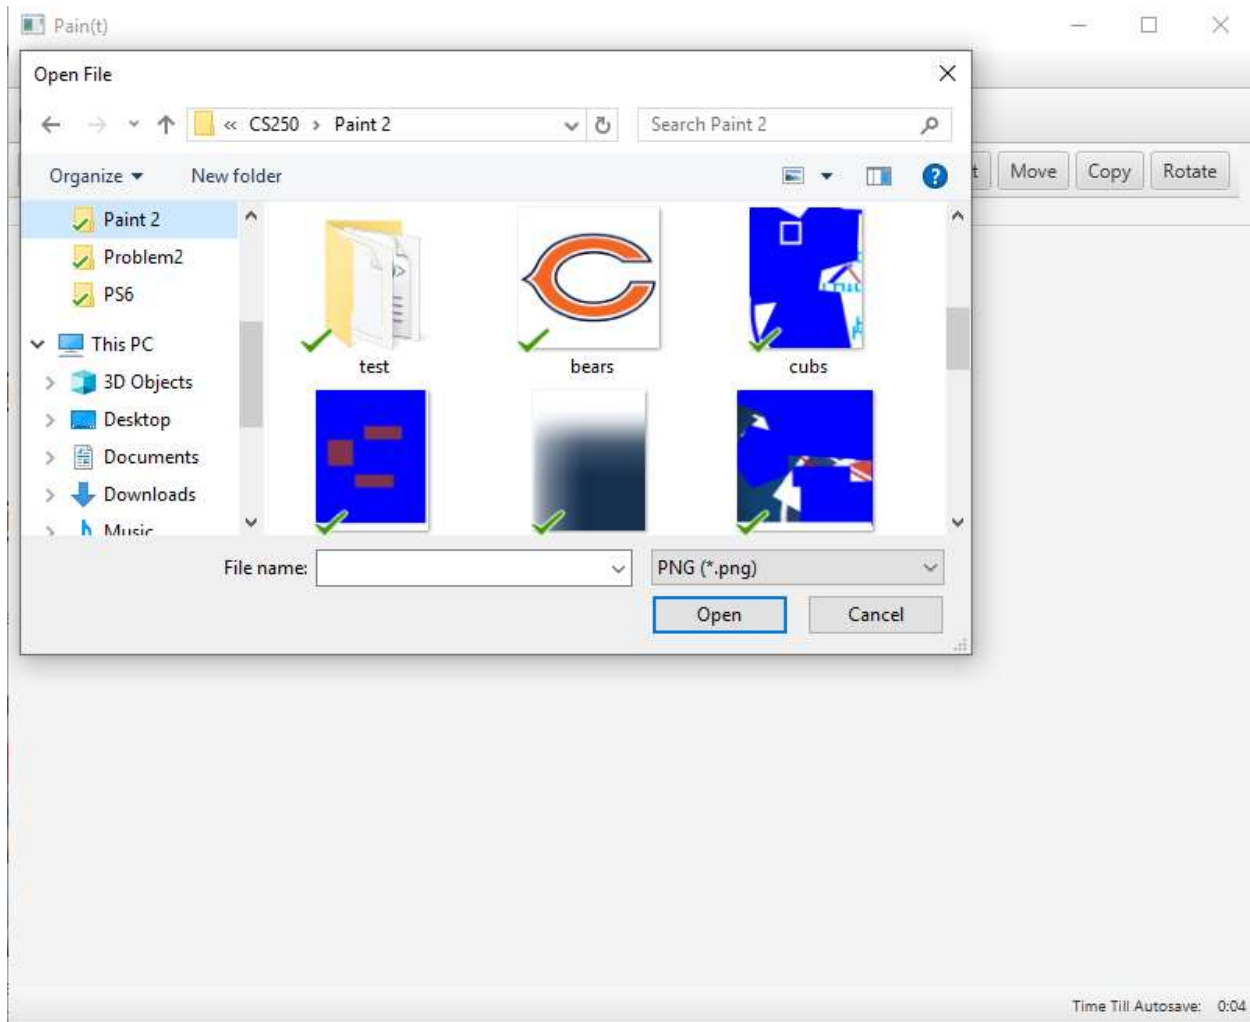 Pain(t)
Open File
« CS250 › Paint 2
Search Paint 2
Organize
New folder
t Move Copy Rotate
Paint 2
Problem2
PS6
This PC
3D Objects
Desktop
Documents
Downloads
Music
test bears cubs
File name:
PNG (*.png)
Open Cancel
Time Till Autosave: 0:04